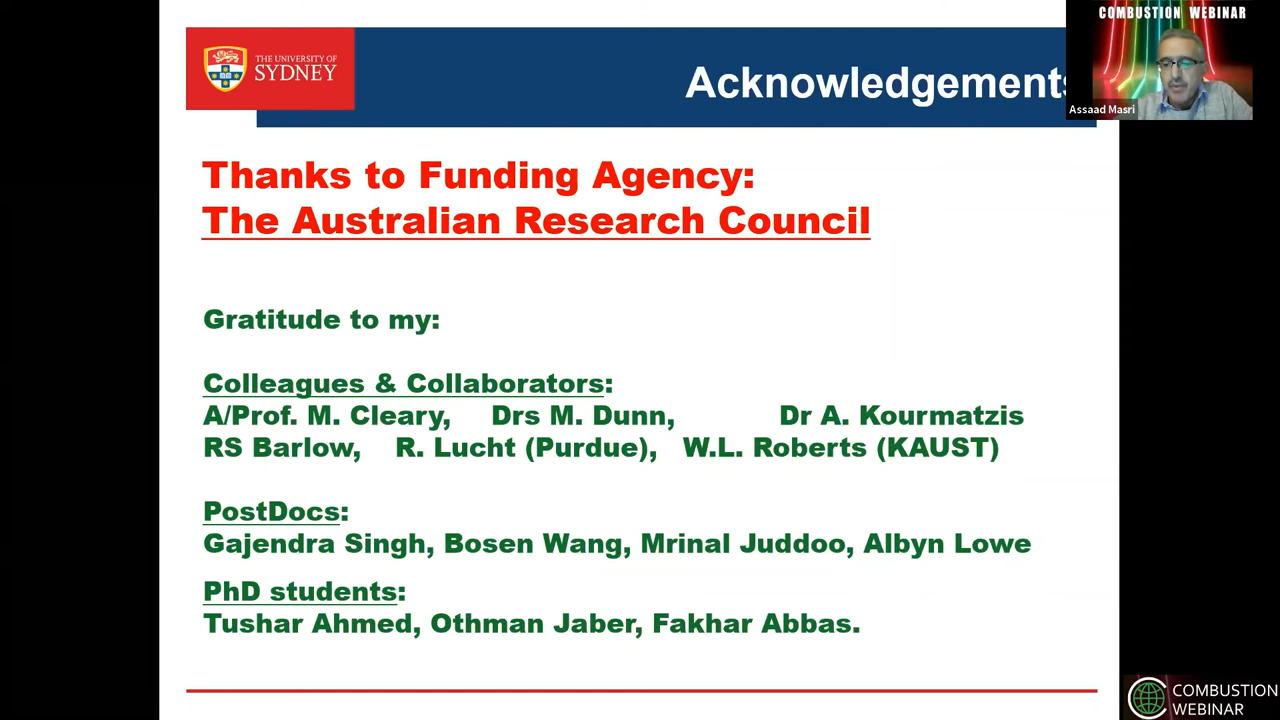 COMBUSTION WEBINAR
THE UNIVERSITY OF
SYDNEY
Acknowledgements
Assaad Masri
Thanks to Funding Agency:
The Australian Research Council
Gratitude to my:
Colleagues & Collaborators:
A/Prof. M. Cleary, Drs M. Dunn, Dr A. Kourmatzis
RS Barlow, R. Lucht (Purdue), W.L. Roberts (KAUST)
PostDocs:
Gajendra Singh, Bosen Wang, Mrinal Juddoo, Albyn Lowe
PhD students:
Tushar Ahmed, Othman Jaber, Fakhar Abbas.
COMBUSTION
WEBINAR